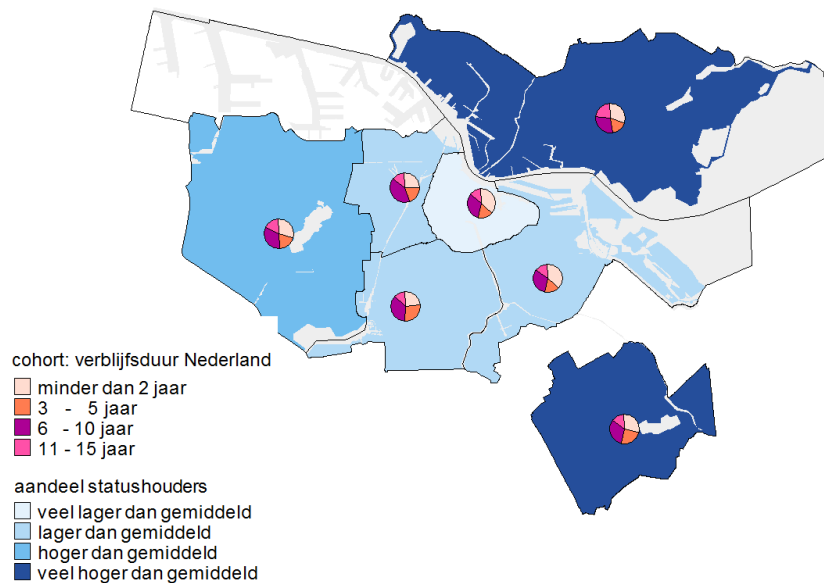 cohort: verblijfsduur Nederland
minder dan 2 jaar
3 - 5 jaar
6 - 10 jaar
11 - 15 jaar
aandeel statushouders
veel lager dan gemiddeld
lager dan gemiddeld
hoger dan gemiddeld
veel hoger dan gemiddeld